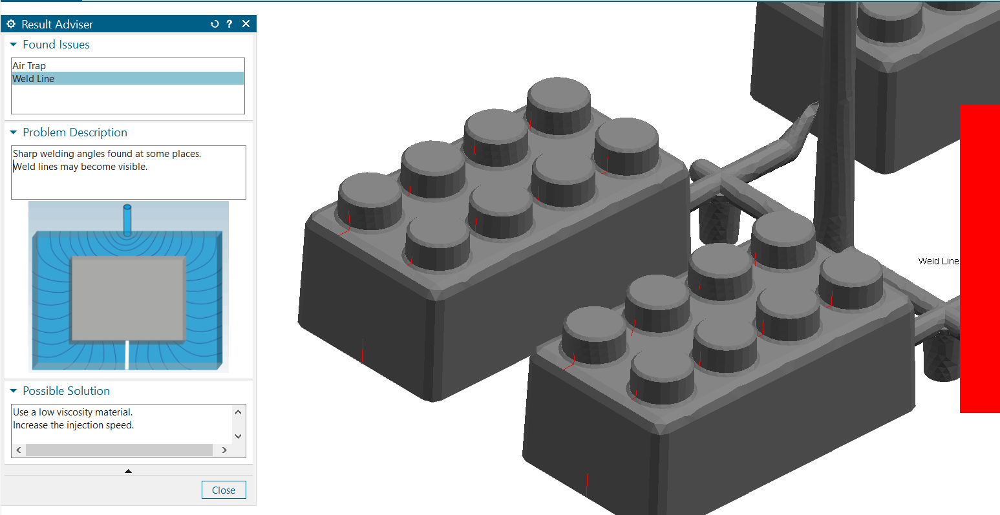 Result Adviser
?
Found Issues
Air Trap
Weld Line
Problem Description
Sharp welding angles found at some places.
Weld lines may become visible.
Possible Solution
Use a low viscosity material.
Increase the injection speed.
Close
Weld Line